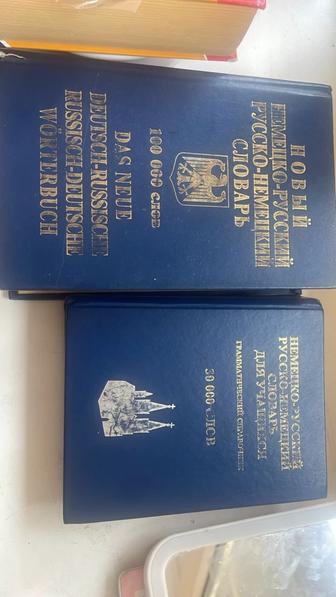 НОВЫЙ
НЕМЕЦКО-РУССКИЙ
РУССКО-НЕМЕЦКИЙ
СЛОВАРЬ
100 000 СЛОВ
DAS NEUE
DEUTSCH-RUSSISCHE
RUSSISCH-DEUTSCHE
WÖRTERBUCH
НЕМЕЦКО-РУССКИЙ
РУССКО-НЕМЕЦКИЙ
СЛОВАРЬ
ДЛЯ УЧАЩИХСЯ
ГРАММАТИЧЕСКИЙ СПРАВОЧНИК
30 000 СЛОВ